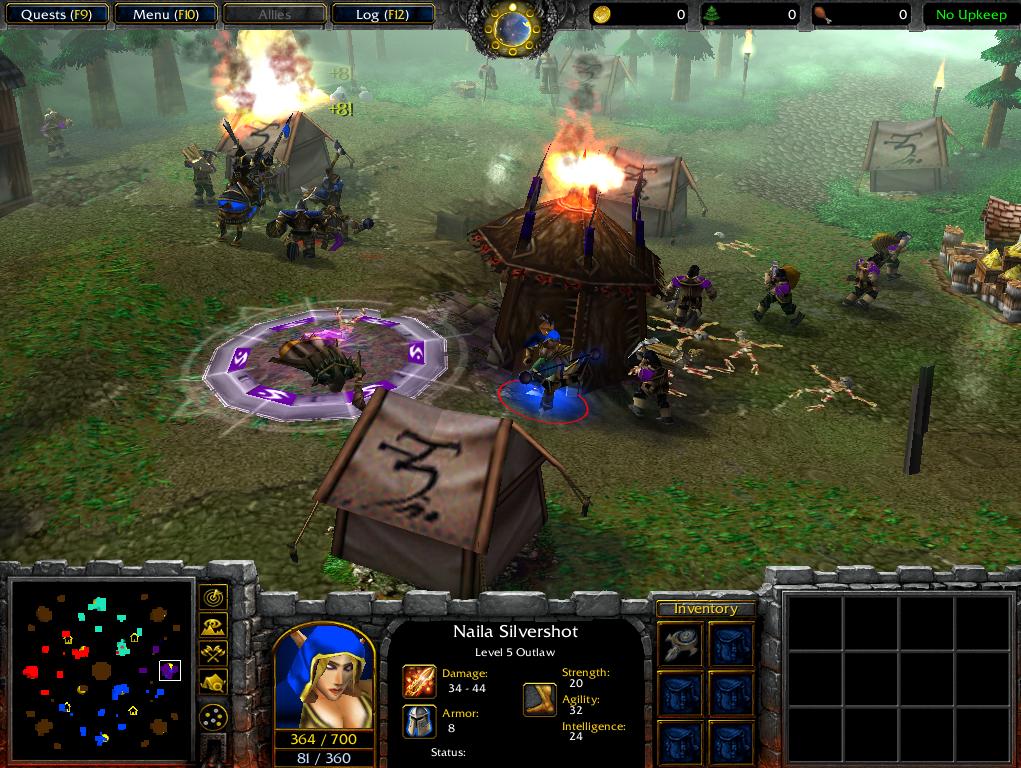 Quests (F9)
Menu (F10)
Allies
Log (F12)
0
0
0
No Upkeep
+8!
+8!
Naila Silvershot
Level 5 Outlaw
Damage:
34 - 44
Armor:
8
Strength:
20
Agility:
32
Intelligence:
24
Status:
364 / 700
81 / 360
Inventory